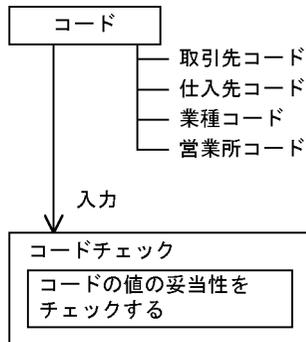 コード
取引先コード
仕入先コード
業種コード
営業所コード
入力
コードチェック
コードの値の妥当性を
チェックする